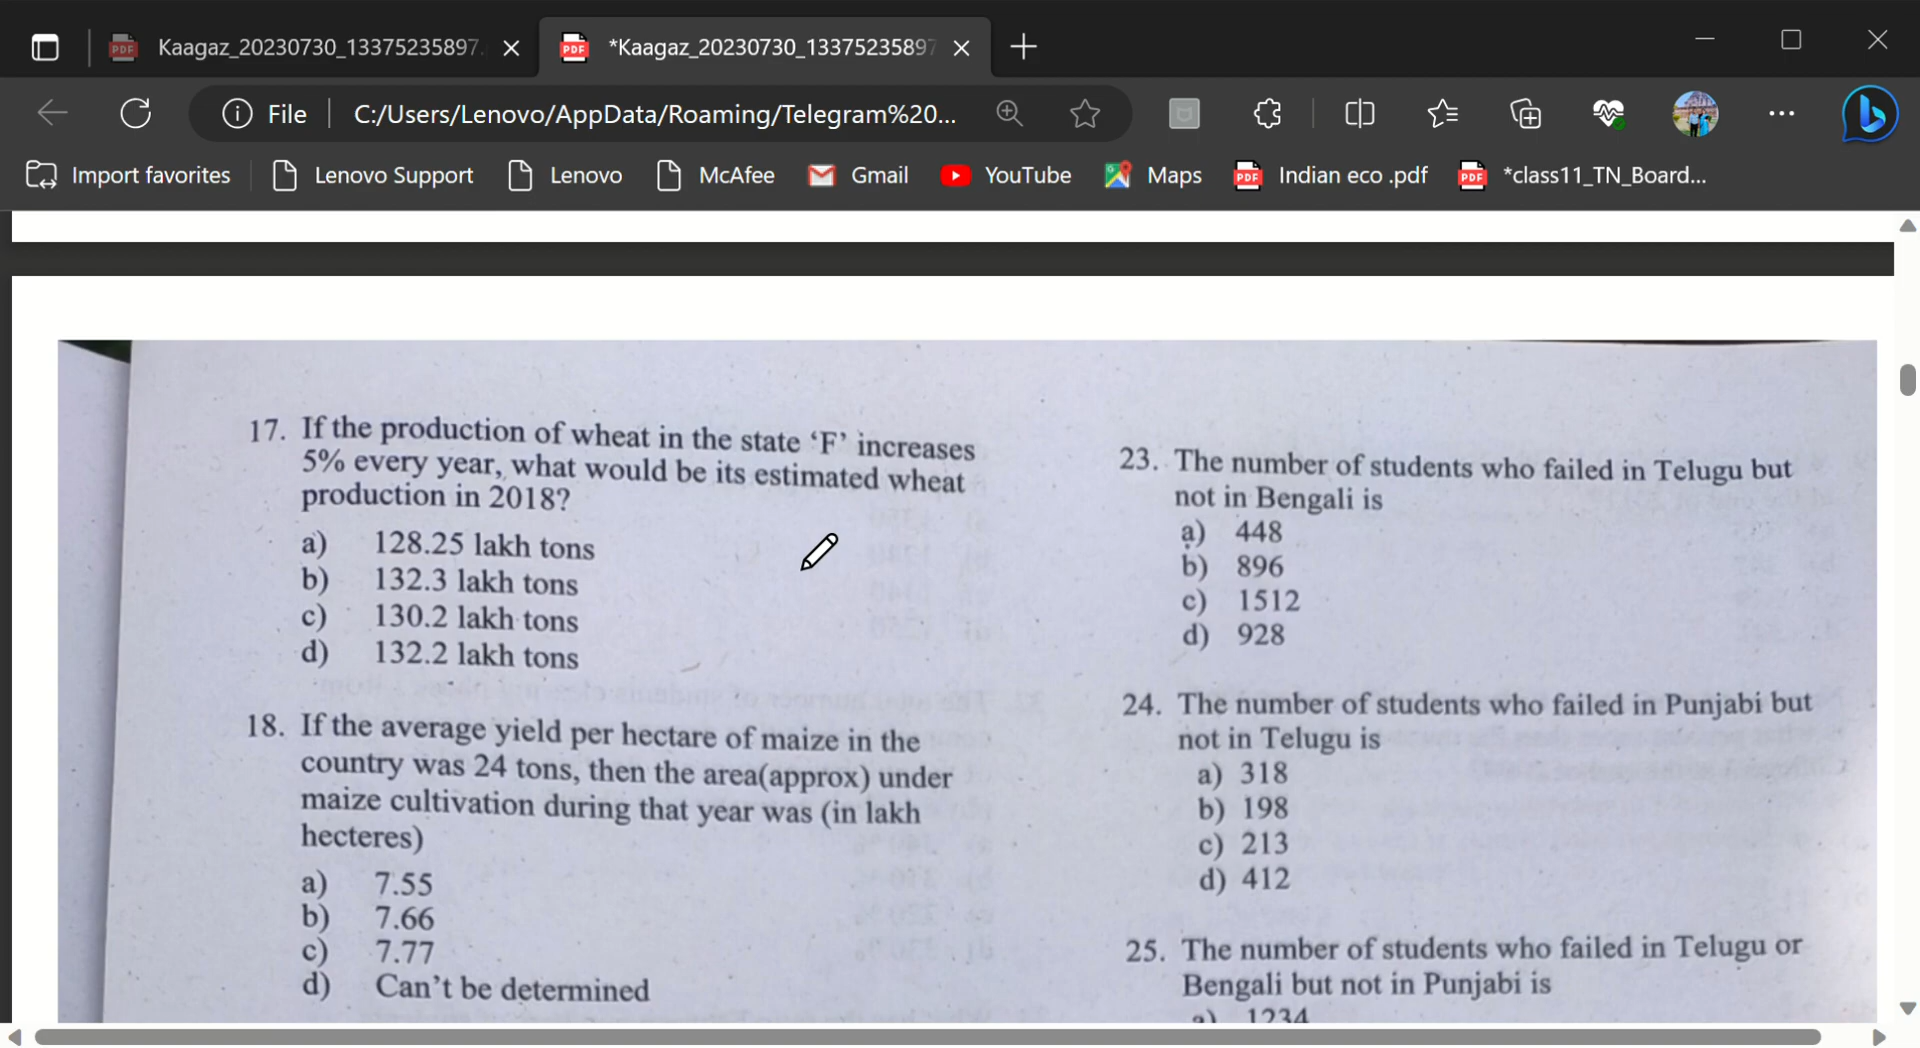 Kaagaz_20230730_13375235897.
*Kaagaz_20230730_13375235897
File
C:/Users/Lenovo/AppData/Roaming/Telegram%20...
Import favorites
Lenovo Support
Lenovo
McAfee
Gmail
YouTube
Maps
Indian eco .pdf
*class11_TN_Board...
17. If the production of wheat in the state ‘F’ increases
5% every year, what would be its estimated wheat
production in 2018?
a) 128.25 lakh tons
b) 132.3 lakh tons
c) 130.2 lakh tons
d) 132.2 lakh tons
18. If the average yield per hectare of maize in the
country was 24 tons, then the area(approx) under
maize cultivation during that year was (in lakh
hecteres)
a) 7.55
b) 7.66
c) 7.77
d) Can’t be determined
23. The number of students who failed in Telugu but
not in Bengali is
a) 448
b) 896
c) 1512
d) 928
24. The number of students who failed in Punjabi but
not in Telugu is
a) 318
b) 198
c) 213
d) 412
25. The number of students who failed in Telugu or
Bengali but not in Punjabi is
a) 1234